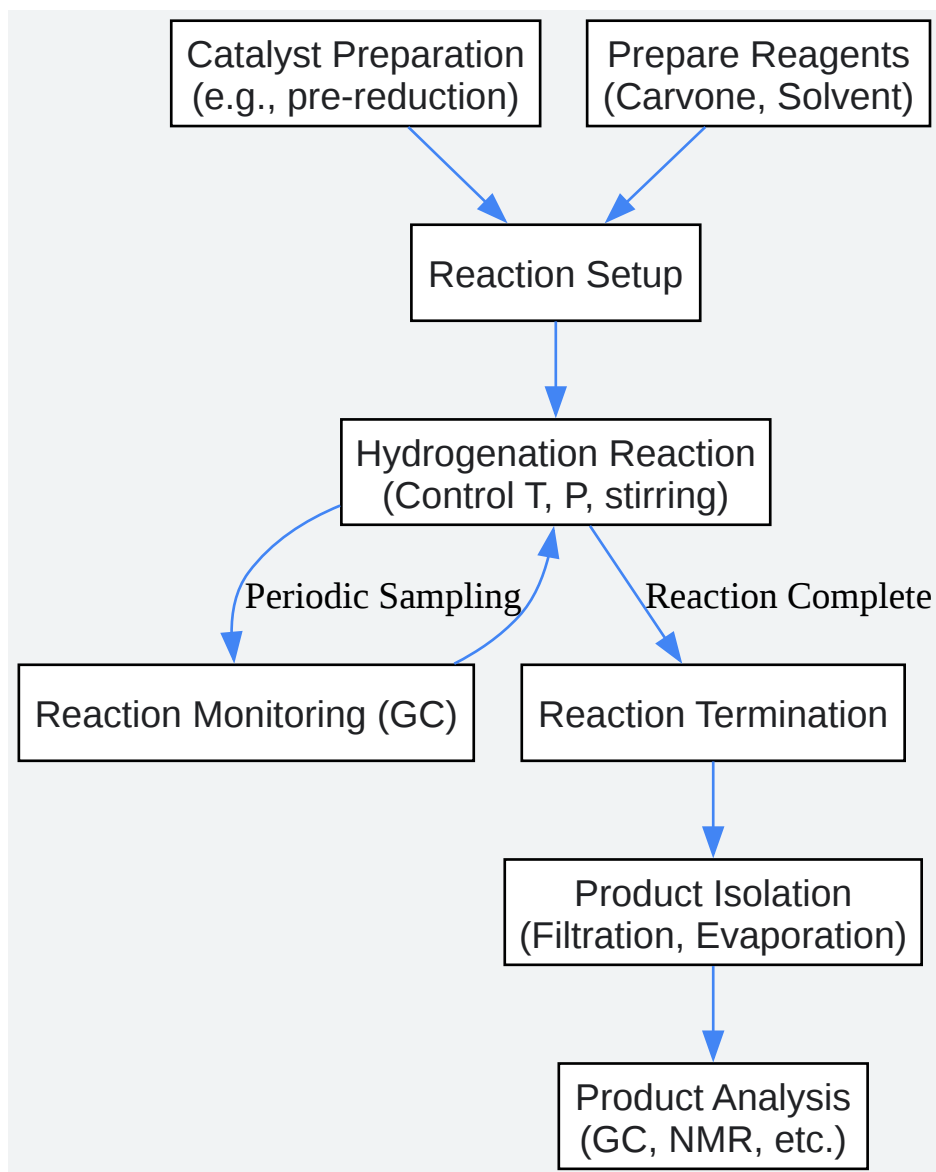 Catalyst Preparation
(e.g., pre-reduction)
Prepare Reagents
(Carvone, Solvent)
Reaction Setup
Hydrogenation Reaction
(Control T, P, stirring)
Periodic Sampling
Reaction Complete
Reaction Monitoring (GC)
Reaction Termination
Product Isolation
(Filtration, Evaporation)
Product Analysis
(GC, NMR, etc.)